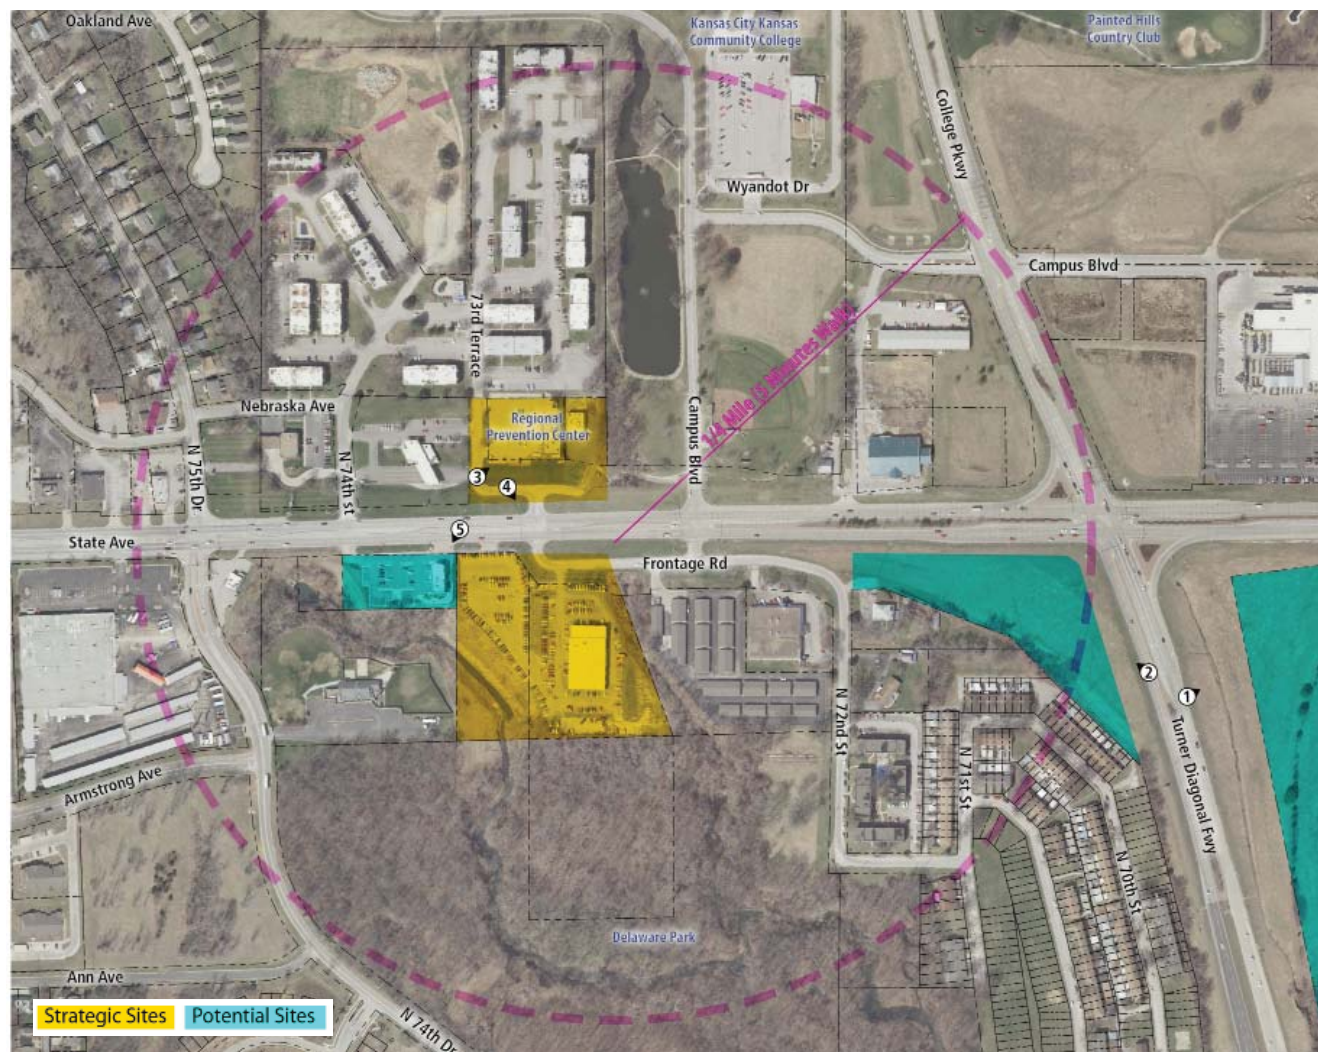 Oakland Ave
Kansas City Kansas
Community College
Painted Hills
Country Club
College Pkwy
Wyandot Dr
Campus Blvd
73rd Terrace
1/4 Mile (5 Minutes Walk)
Nebraska Ave
Regional
Prevention Center
Campus Blvd
N 75th Dr
N 74th st
3
4
5
State Ave
Frontage Rd
2
1
N 72nd St
Turner Diagonal Fwy
N 71st St
Armstrong Ave
N 70th St
Delaware Park
Ann Ave
N 74th Dr
Strategic Sites
Potential Sites